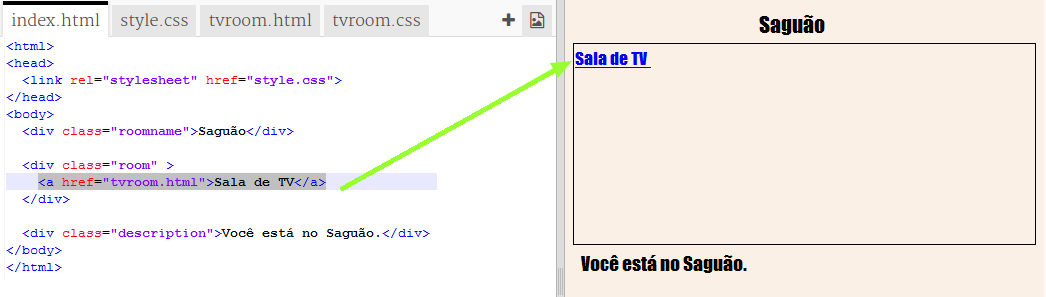 index.html style.css tvroom.html tvroom.css
<html>
<head>
<link rel="stylesheet" href="style.css">
</head>
<body>
<div class="roomname">Saguão</div>
<div class="room" >
<a href="tvroom.html">Sala de TV</a>
</div>
<div class="description">Você está no Saguão.</div>
</body>
</html>
Saguão
Sala de TV
Você está no Saguão.